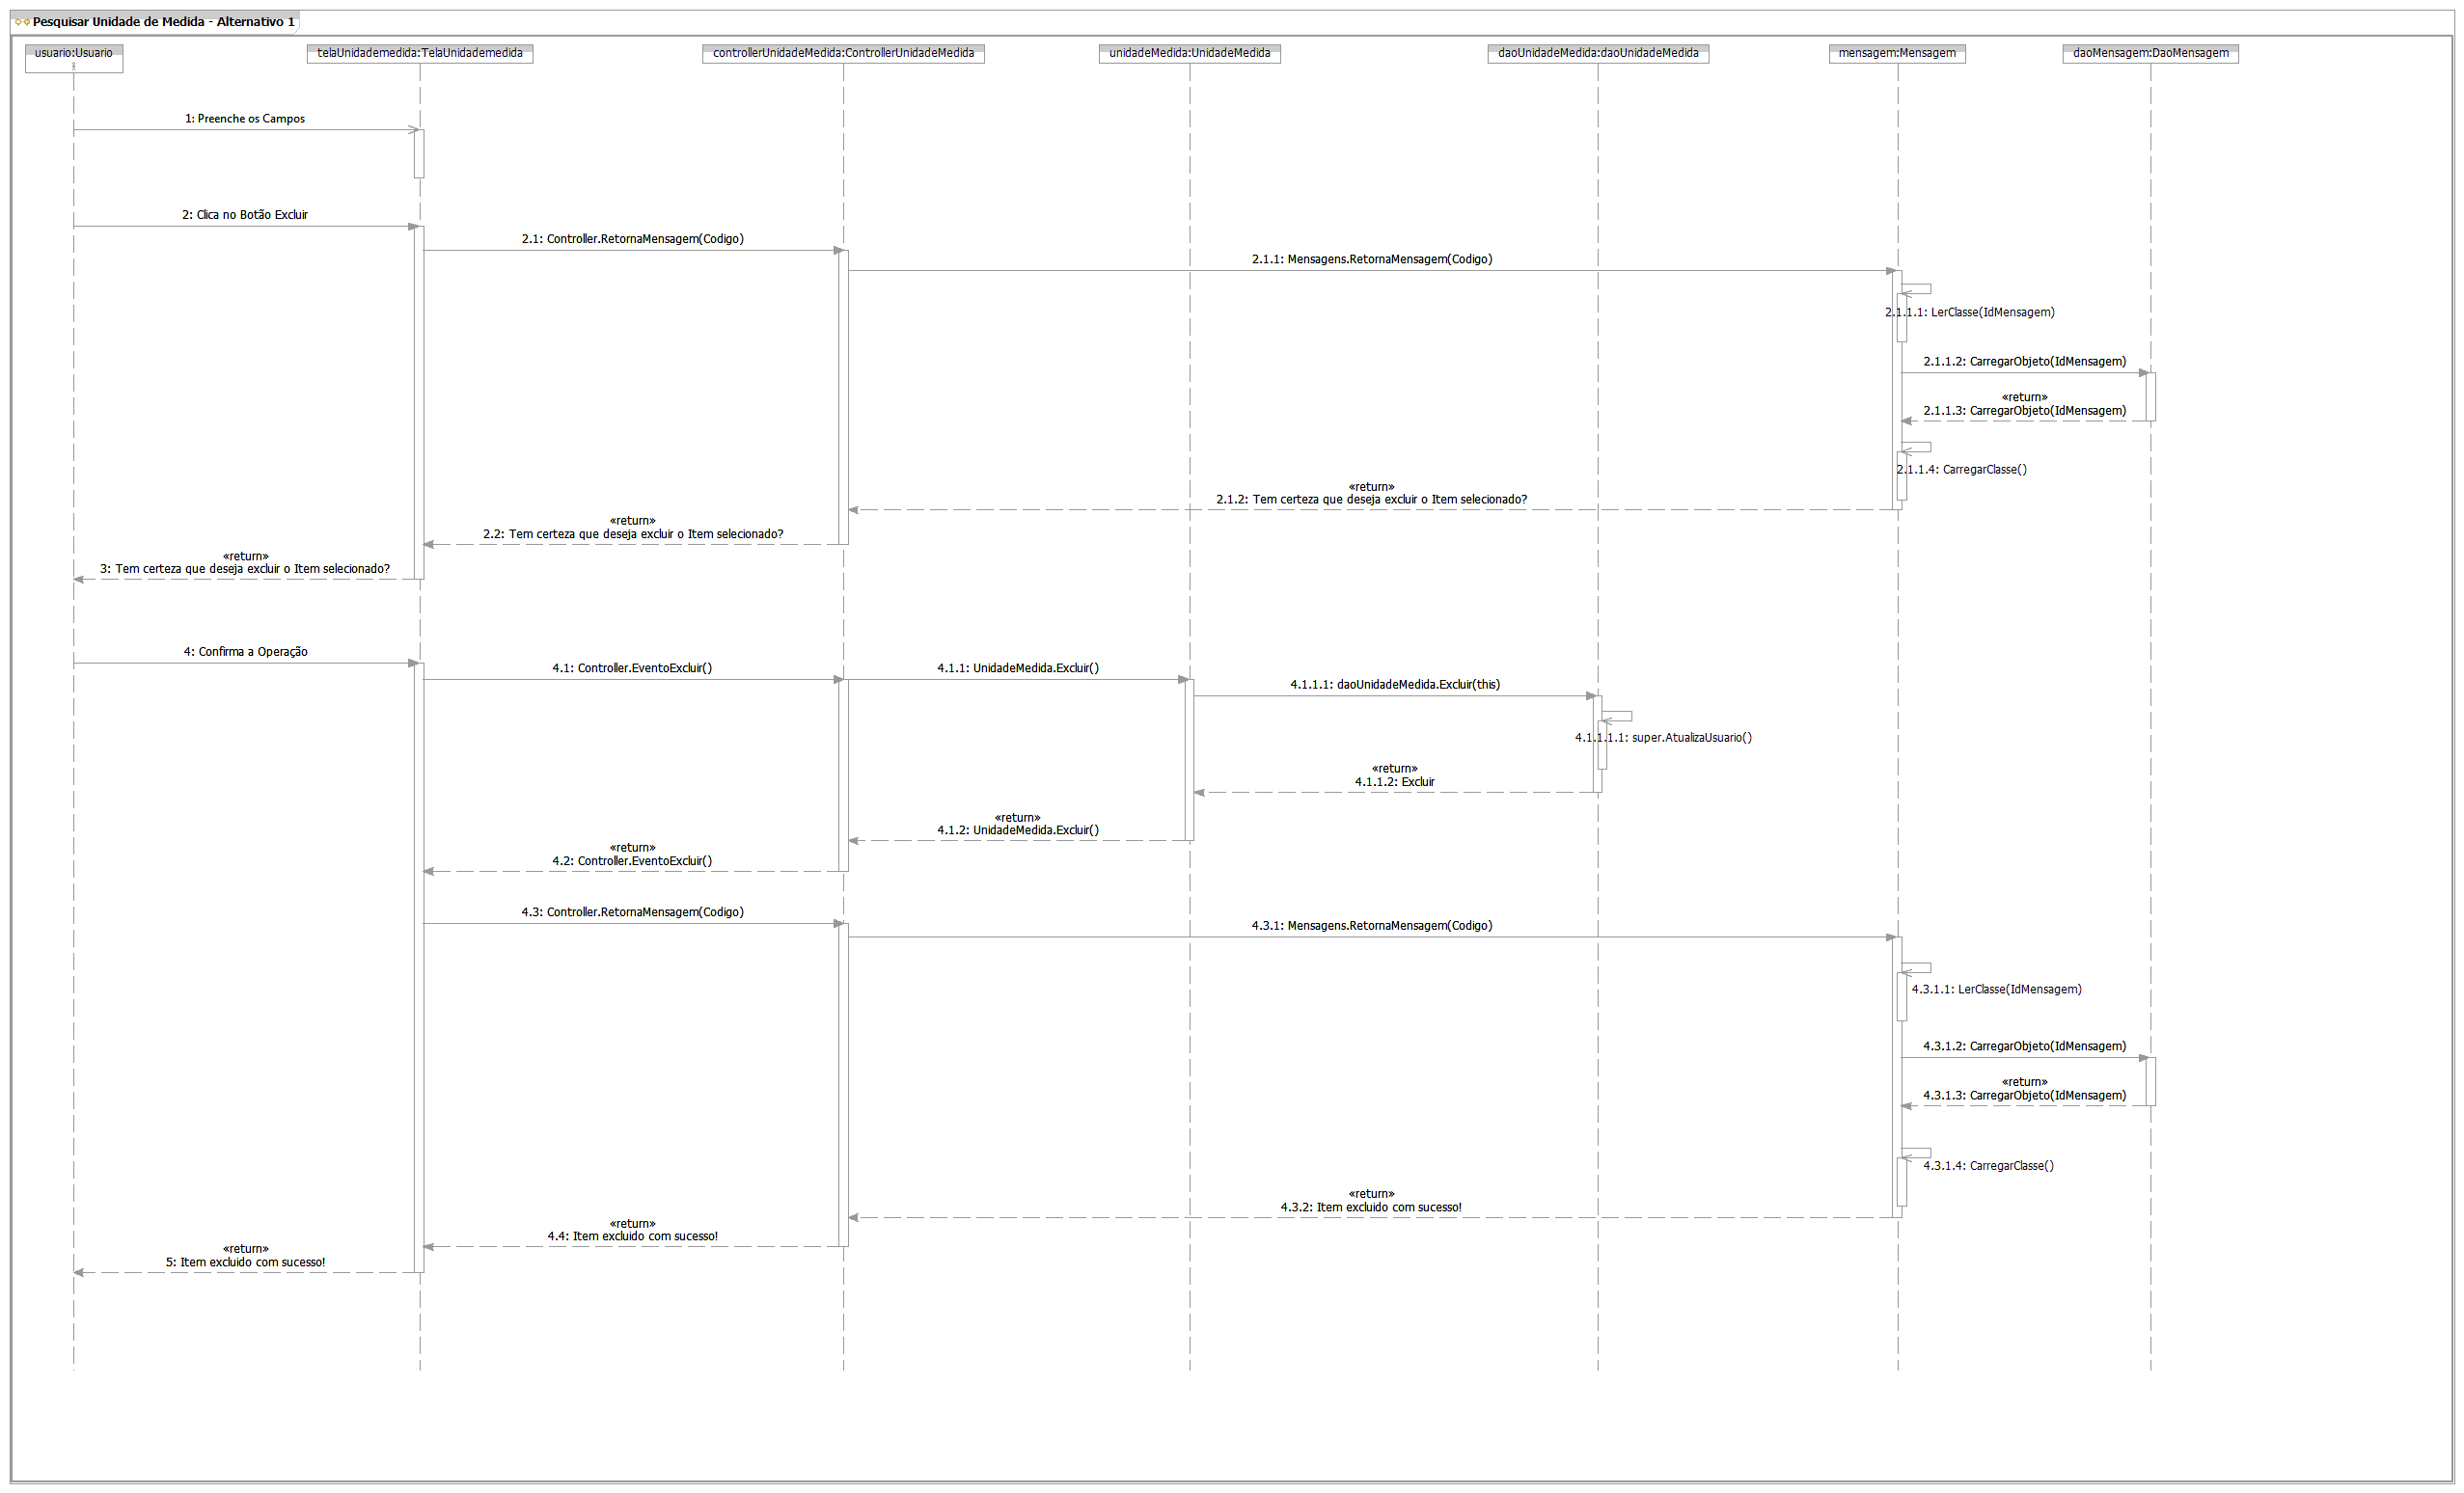 Pesquisar Unidade de Medida - Alternativo 1
usuario:Usuario
telaUnidademedida:TelaUnidademedida
controllerUnidadeMedida:ControllerUnidadeMedida
unidadeMedida:UnidadeMedida
daoUnidadeMedida:daoUnidadeMedida
mensagem:Mensagem
daoMensagem:DaoMensagem
1: Preenche os Campos
2: Clica no Botão Excluir
2.1: Controller.RetornaMensagem(Codigo)
2.1.1: Mensagens.RetornaMensagem(Codigo)
2.1.1.1: LerClasse(IdMensagem)
2.1.1.2: CarregarObjeto(IdMensagem)
«return»
2.1.1.3: CarregarObjeto(IdMensagem)
2.1.1.4: CarregarClasse()
«return»
2.1.2: Tem certeza que deseja excluir o Item selecionado?
«return»
2.2: Tem certeza que deseja excluir o Item selecionado?
«return»
3: Tem certeza que deseja excluir o Item selecionado?
4: Confirma a Operação
4.1: Controller.EventoExcluir()
4.1.1: UnidadeMedida.Excluir()
4.1.1.1: daoUnidadeMedida.Excluir(this)
4.1.1.1.1: super.AtualizaUsuario()
«return»
4.1.1.2: Excluir
«return»
4.1.2: UnidadeMedida.Excluir()
«return»
4.2: Controller.EventoExcluir()
4.3: Controller.RetornaMensagem(Codigo)
4.3.1: Mensagens.RetornaMensagem(Codigo)
4.3.1.1: LerClasse(IdMensagem)
4.3.1.2: CarregarObjeto(IdMensagem)
«return»
4.3.1.3: CarregarObjeto(IdMensagem)
4.3.1.4: CarregarClasse()
«return»
4.3.2: Item excluido com sucesso!
«return»
4.4: Item excluido com sucesso!
«return»
5: Item excluido com sucesso!